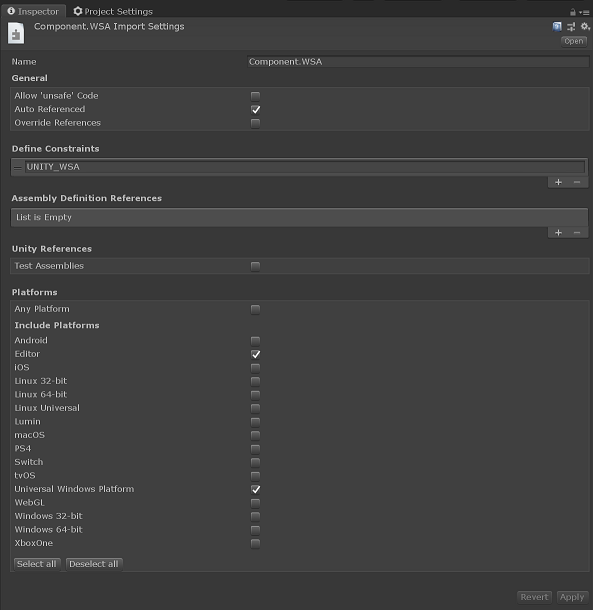 Inspector Project Settings
Component.WSA Import Settings
Open
Name Component.WSA
General
Allow 'unsafe' Code
Auto Referenced
Override References
Define Constraints
UNITY_WSA
+ −
Assembly Definition References
List is Empty
+ −
Unity References
Test Assemblies
Platforms
Any Platform
Include Platforms
Android
Editor
iOS
Linux 32-bit
Linux 64-bit
Linux Universal
Lumin
macOS
PS4
Switch
tvOS
Universal Windows Platform
WebGL
Windows 32-bit
Windows 64-bit
XboxOne
Select all Deselect all
Revert Apply